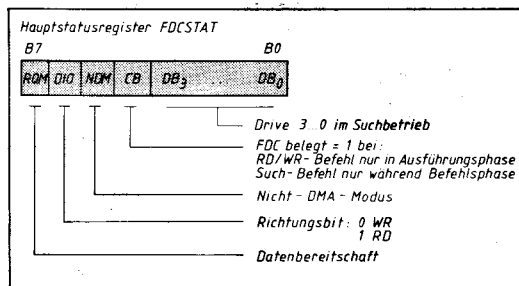 Hauptstatusregister FDCSTAT
B7 B0
RQM DIO NDM CB DB3 DB0
Drive 3...0 im Suchbetrieb
FDC belegt = 1 bei:
RD/WR-Befehl nur in Ausführungsphase
Such-Befehl nur während Befehlsphase
Nicht-DMA-Modus
Richtungsbit: 0 WR
1 RD
Datenbereitschaft